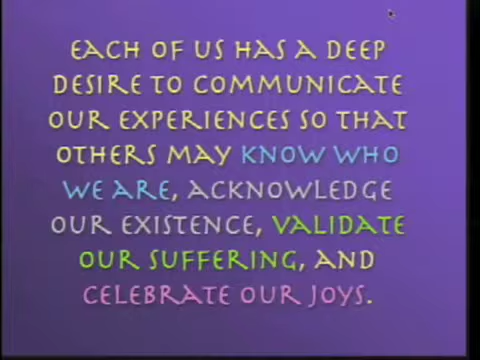 EACH OF US HAS A DEEP
DESIRE TO COMMUNICATE
OUR EXPERIENCES SO THAT
OTHERS MAY KNOW WHO
WE ARE, ACKNOWLEDGE
OUR EXISTENCE, VALIDATE
OUR SUFFERING, AND
CELEBRATE OUR JOYS.